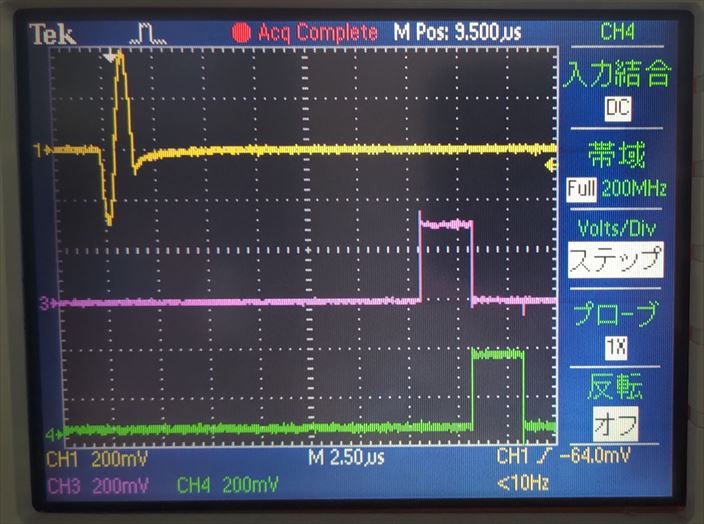 Tek Acq Complete M Pos: 9.500µs CH4
入力結合
DC
1
帯域
Full 200MHz
Volts/Div
ステップ
3
プローブ
1X
反転
オフ
4
CH1 200mV M 2.50µs CH1 -64.0mV
CH3 200mV CH4 200mV <10Hz